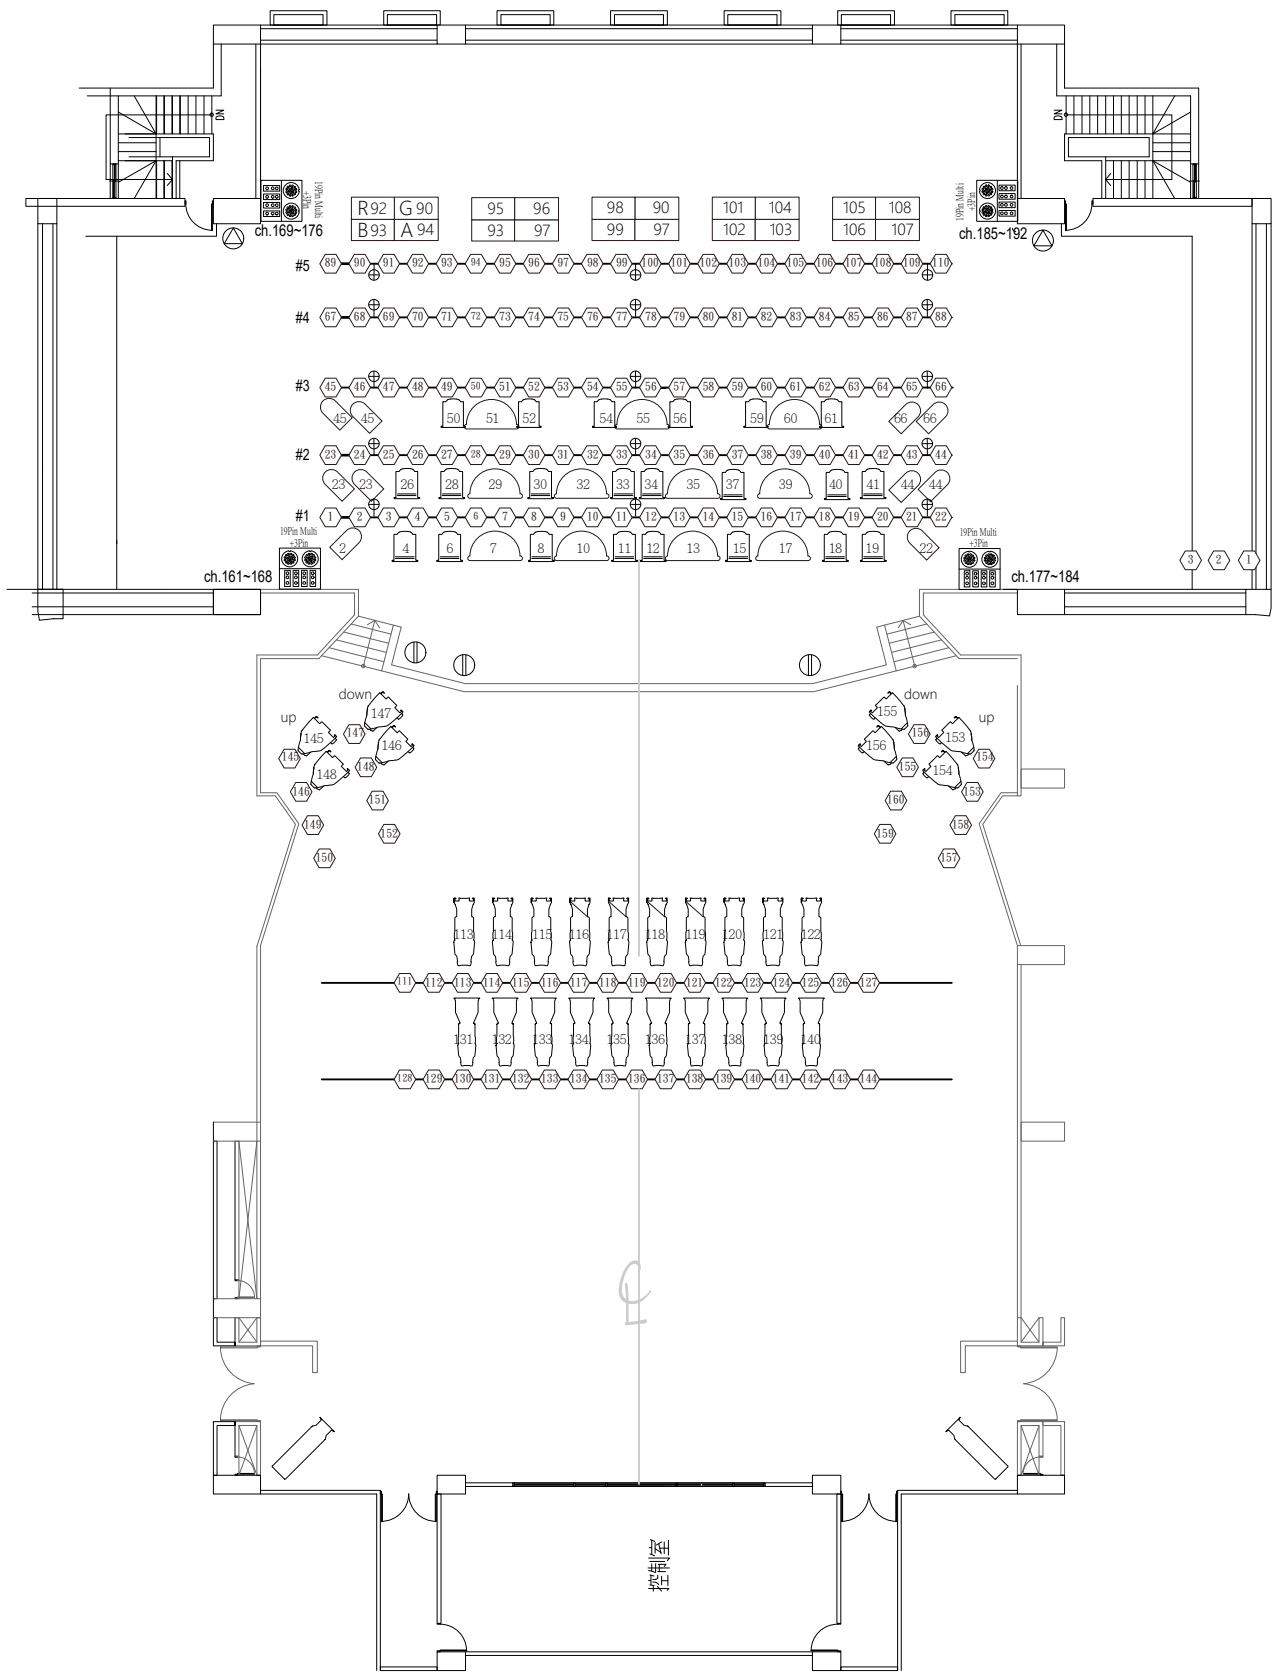 DN
DN
19Pin Multi
+3Pin
ch.169~176
R 92 G 90
B 93 A 94
95 96
93 97
98 90
99 97
101 104
102 103
105 108
106 107
19Pin Multi
+3Pin
ch.185~192
#5 89 90 91 92 93 94 95 96 97 98 99 100 101 102 103 104 105 106 107 108 109 110
#4 67 68 69 70 71 72 73 74 75 76 77 78 79 80 81 82 83 84 85 86 87 88
#3 45 46 47 48 49 50 51 52 53 54 55 56 57 58 59 60 61 62 63 64 65 66
45 45 50 51 52 54 55 56 59 60 61 66 66
#2 23 24 25 26 27 28 29 30 31 32 33 34 35 36 37 38 39 40 41 42 43 44
23 23 26 28 29 30 32 33 34 35 37 39 40 41 44 44
#1 1 2 3 4 5 6 7 8 9 10 11 12 13 14 15 16 17 18 19 20 21 22
19Pin Multi
+3Pin
ch.161~168
2 4 6 7 8 10 11 12 13 15 17 18 19 22
19Pin Multi
+3Pin
ch.177~184
3 2 1
down
up
147
145 147 146
145 148 148
146 151
149 152
150
down
up
155
156 153
156 155 154 154
160 153
159 158
157
113 114 115 116 117 118 119 120 121 122
111 112 113 114 115 116 117 118 119 120 121 122 123 124 125 126 127
131 132 133 134 135 136 137 138 139 140
128 129 130 131 132 133 134 135 136 137 138 139 140 141 142 143 144
CL
控制室